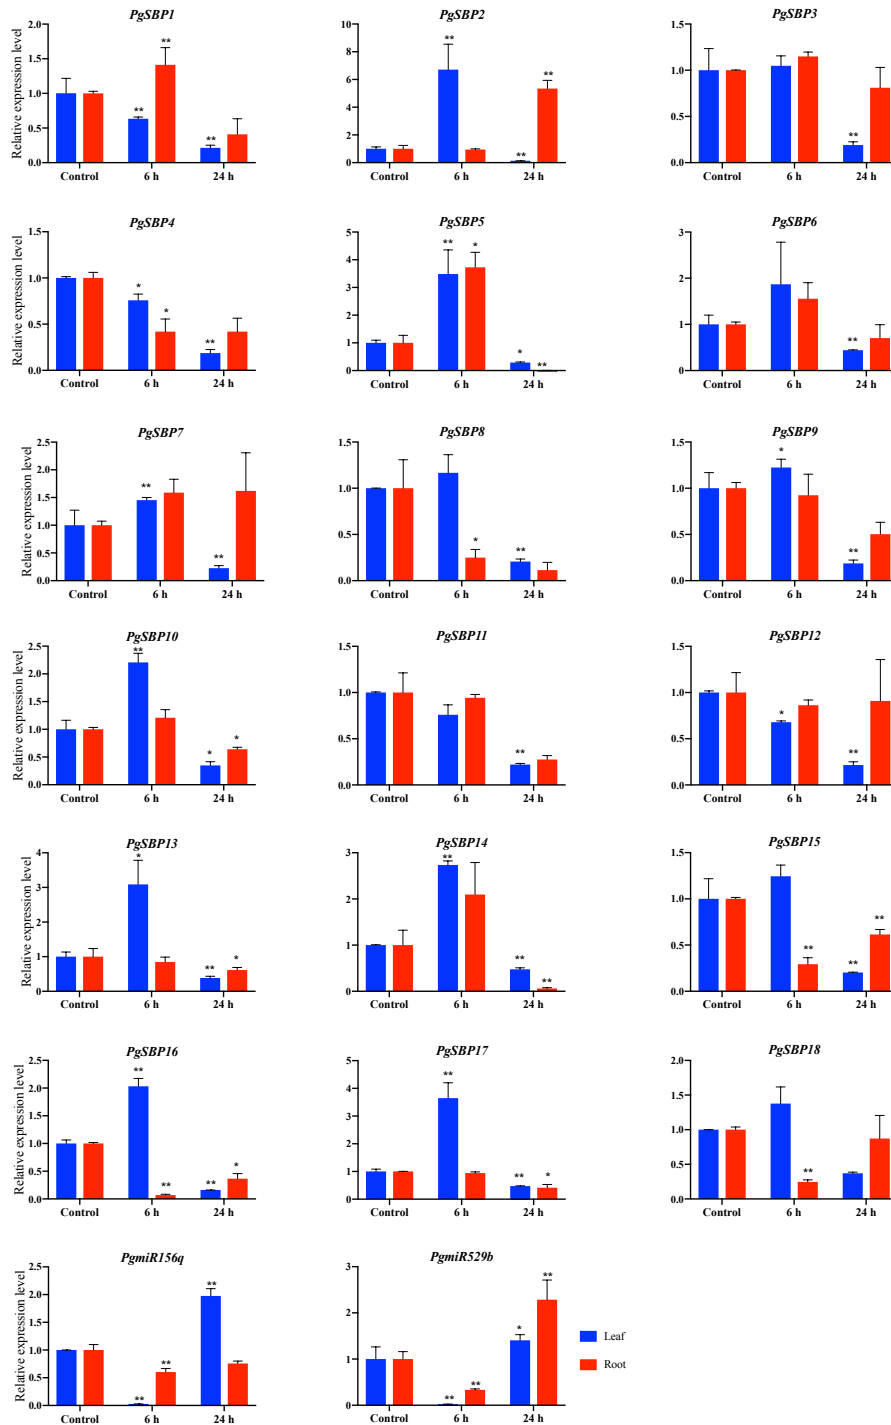 PgSBP1 PgSBP2 PgSBP3
Relative expression level
2.0 1.5 1.0 0.5 0.0
** ** **
Control 6 h 24 h
10 8 6 4 2 0
** ** **
Control 6 h 24 h
1.5 1.0 0.5 0.0
**
Control 6 h 24 h
PgSBP4 PgSBP5 PgSBP6
Relative expression level
1.5 1.0 0.5 0.0
* * **
Control 6 h 24 h
5 4 3 2 1 0
** * * **
Control 6 h 24 h
3 2 1 0
**
Control 6 h 24 h
PgSBP7 PgSBP8 PgSBP9
Relative expression level
2.5 2.0 1.5 1.0 0.5 0.0
** **
Control 6 h 24 h
1.5 1.0 0.5 0.0
* **
Control 6 h 24 h
1.5 1.0 0.5 0.0
* **
Control 6 h 24 h
PgSBP10 PgSBP11 PgSBP12
Relative expression level
2.5 2.0 1.5 1.0 0.5 0.0
** * *
Control 6 h 24 h
1.5 1.0 0.5 0.0
**
Control 6 h 24 h
1.5 1.0 0.5 0.0
* **
Control 6 h 24 h
PgSBP13 PgSBP14 PgSBP15
Relative expression level
4 3 2 1 0
* ** *
Control 6 h 24 h
3 2 1 0
** ** **
Control 6 h 24 h
1.5 1.0 0.5 0.0
** ** **
Control 6 h 24 h
PgSBP16 PgSBP17 PgSBP18
Relative expression level
2.5 2.0 1.5 1.0 0.5 0.0
** ** ** *
Control 6 h 24 h
5 4 3 2 1 0
** ** *
Control 6 h 24 h
2.0 1.5 1.0 0.5 0.0
**
Control 6 h 24 h
PgmiR156q PgmiR529b
Relative expression level
2.5 2.0 1.5 1.0 0.5 0.0
** ** **
Control 6 h 24 h
3 2 1 0
** ** * **
Control 6 h 24 h
Leaf
Root